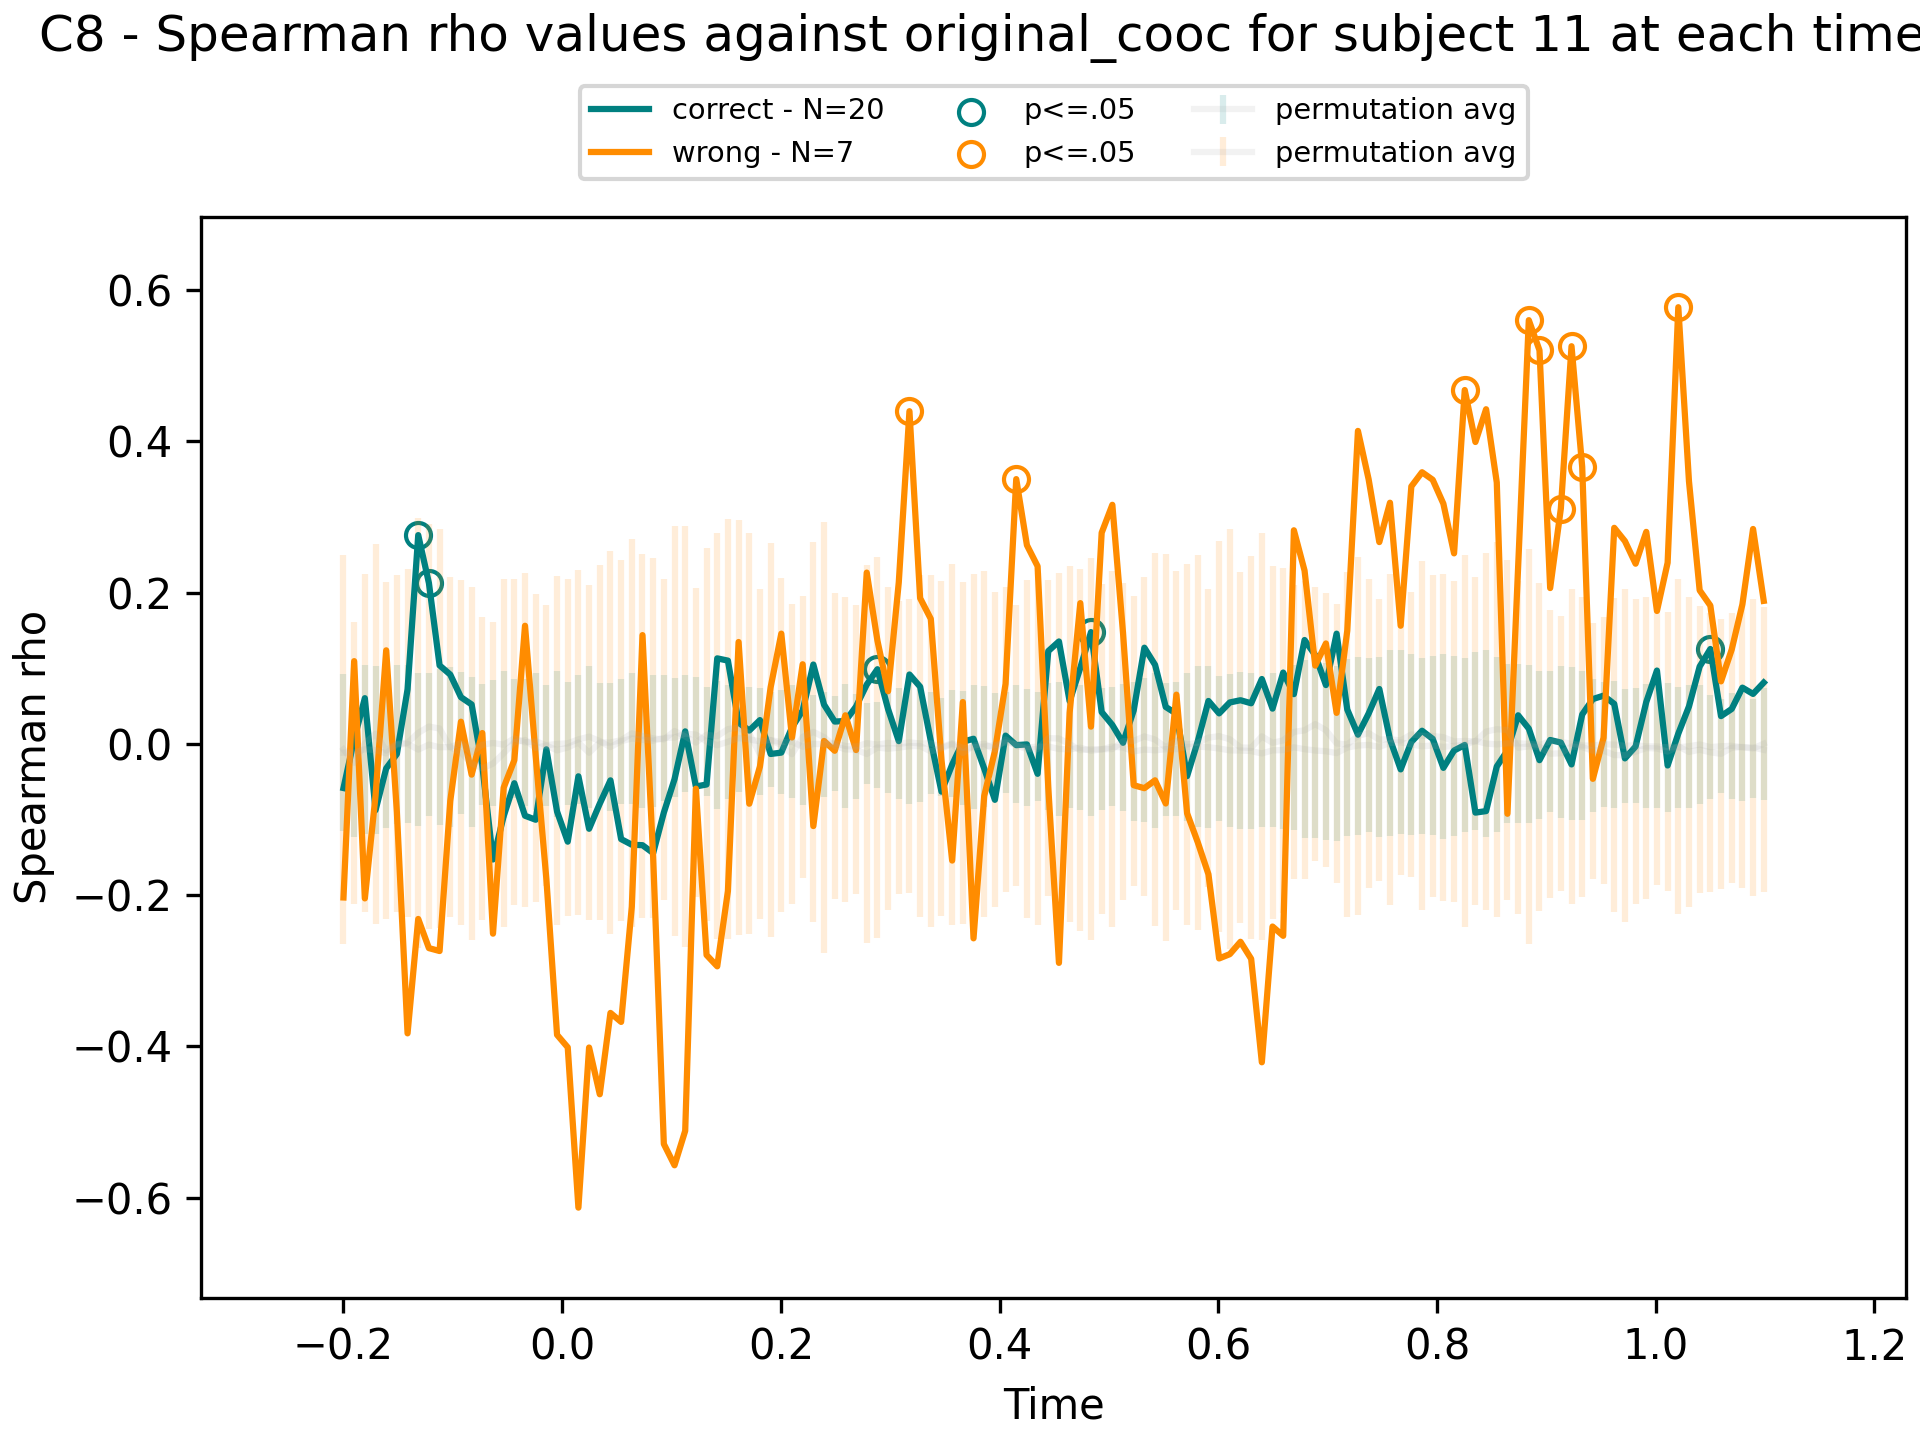 C8 - Spearman rho values against original_cooc for subject 11 at each time
correct - N=20 p<=.05 permutation avg
wrong - N=7 p<=.05 permutation avg
Spearman rho
0.6
0.4
0.2
0.0
−0.2
−0.4
−0.6
−0.2 0.0 0.2 0.4 0.6 0.8 1.0 1.2
Time